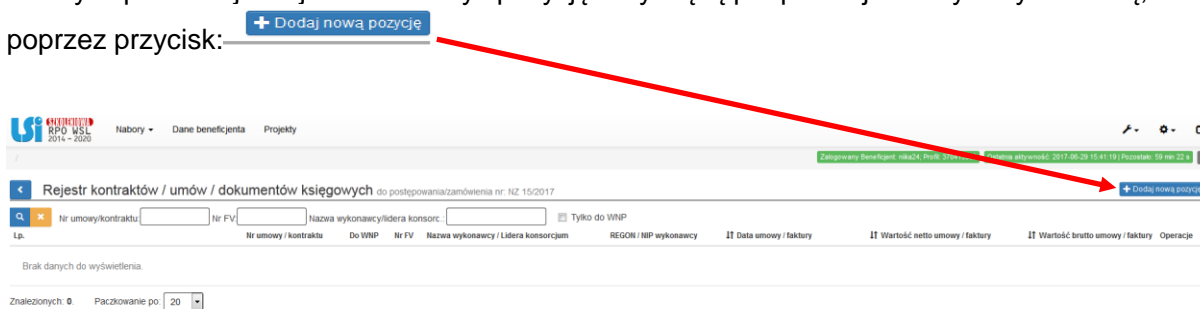 + Dodaj nową pozycję
poprzez przycisk:
LSI SZKOLENIOWA
RPO WSL
2014 – 2020
Nabory
Dane beneficjenta
Projekty
Zalogowany Beneficjent: nika24, Profil:
aktywność: 2017-06-29 15:41:19 | Pozostało: 59 min 22 s
Rejestr kontraktów / umów / dokumentów księgowych do postępowania/zamówienia nr: NZ 15/2017
+ Dodaj nową pozycję
Nr umowy/kontraktu: Nr FV: Nazwa wykonawcy/lidera konsorc.: Tylko do WNP
Lp. Nr umowy / kontraktu Do WNP Nr FV Nazwa wykonawcy / Lidera konsorcjum REGON / NIP wykonawcy Data umowy / faktury Wartość netto umowy / faktury Wartość brutto umowy / faktury Operacje
Brak danych do wyświetlenia.
Znalezionych: 0. Paczkowanie po: 20